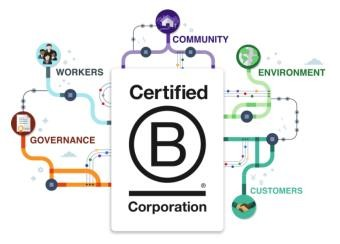 COMMUNITY
WORKERS
ENVIRONMENT
Certified
B
®
GOVERNANCE
Corporation
CUSTOMERS